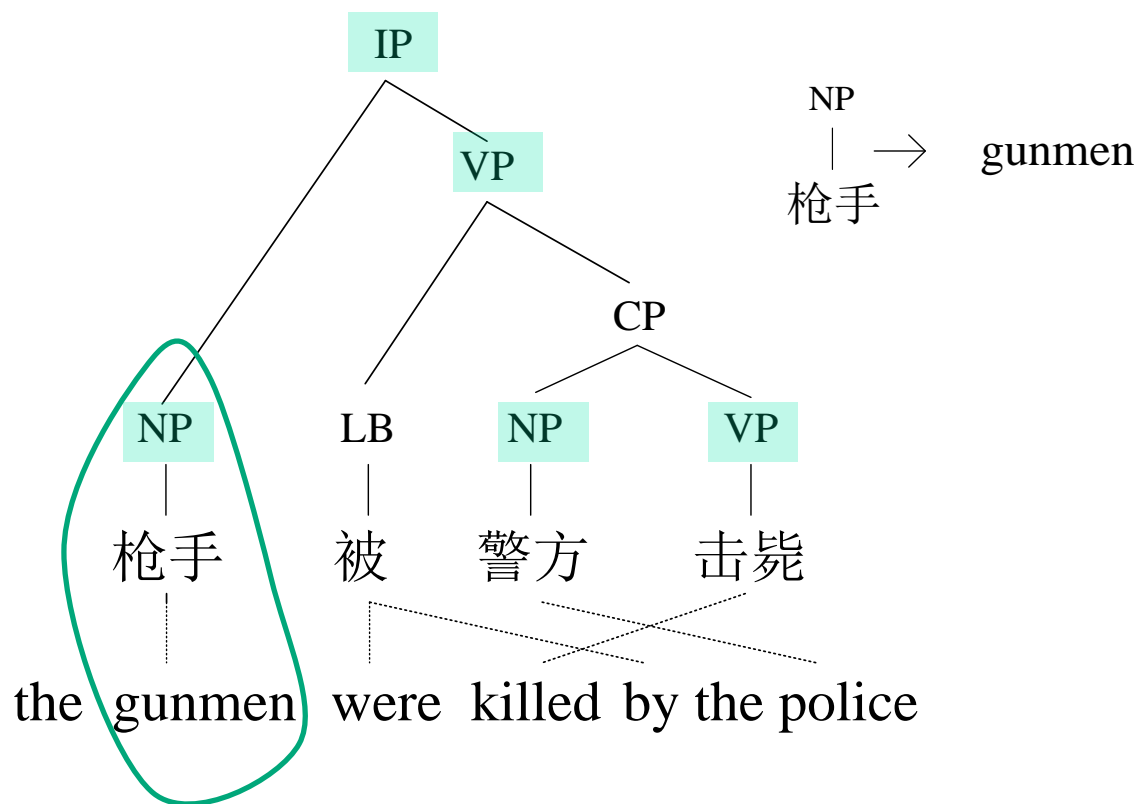 IP
NP
VP
gunmen
枪手
CP
NP LB NP VP
枪手 被 警方 击毙
the gunmen were killed by the police